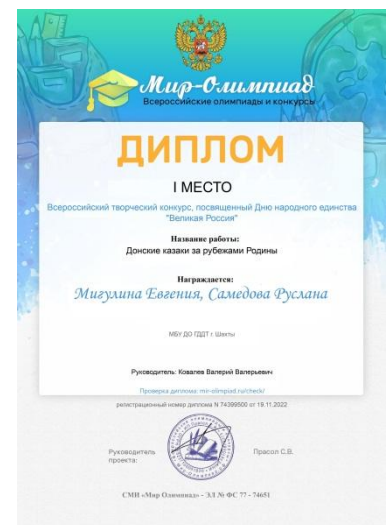 Мир-Олимпиад
Всероссийские олимпиады и конкурсы
ДИПЛОМ
I МЕСТО
Всероссийский творческий конкурс, посвященный Дню народного единства
"Великая Россия"
Название работы:
Донские казаки за рубежами Родины
Награждается:
Мигулина Евгения, Самедова Руслана
МБУ ДО ГДДТ г. Шахты
Руководитель: Ковалев Валерий Валерьевич
Проверка диплома: mir-olimpiad.ru/check/
регистрационный номер диплома N 74399500 от 19.11.2022
Руководитель проекта:
Прасол С.В.
СМИ «Мир Олимпиад» - ЭЛ № ФС 77 - 74651